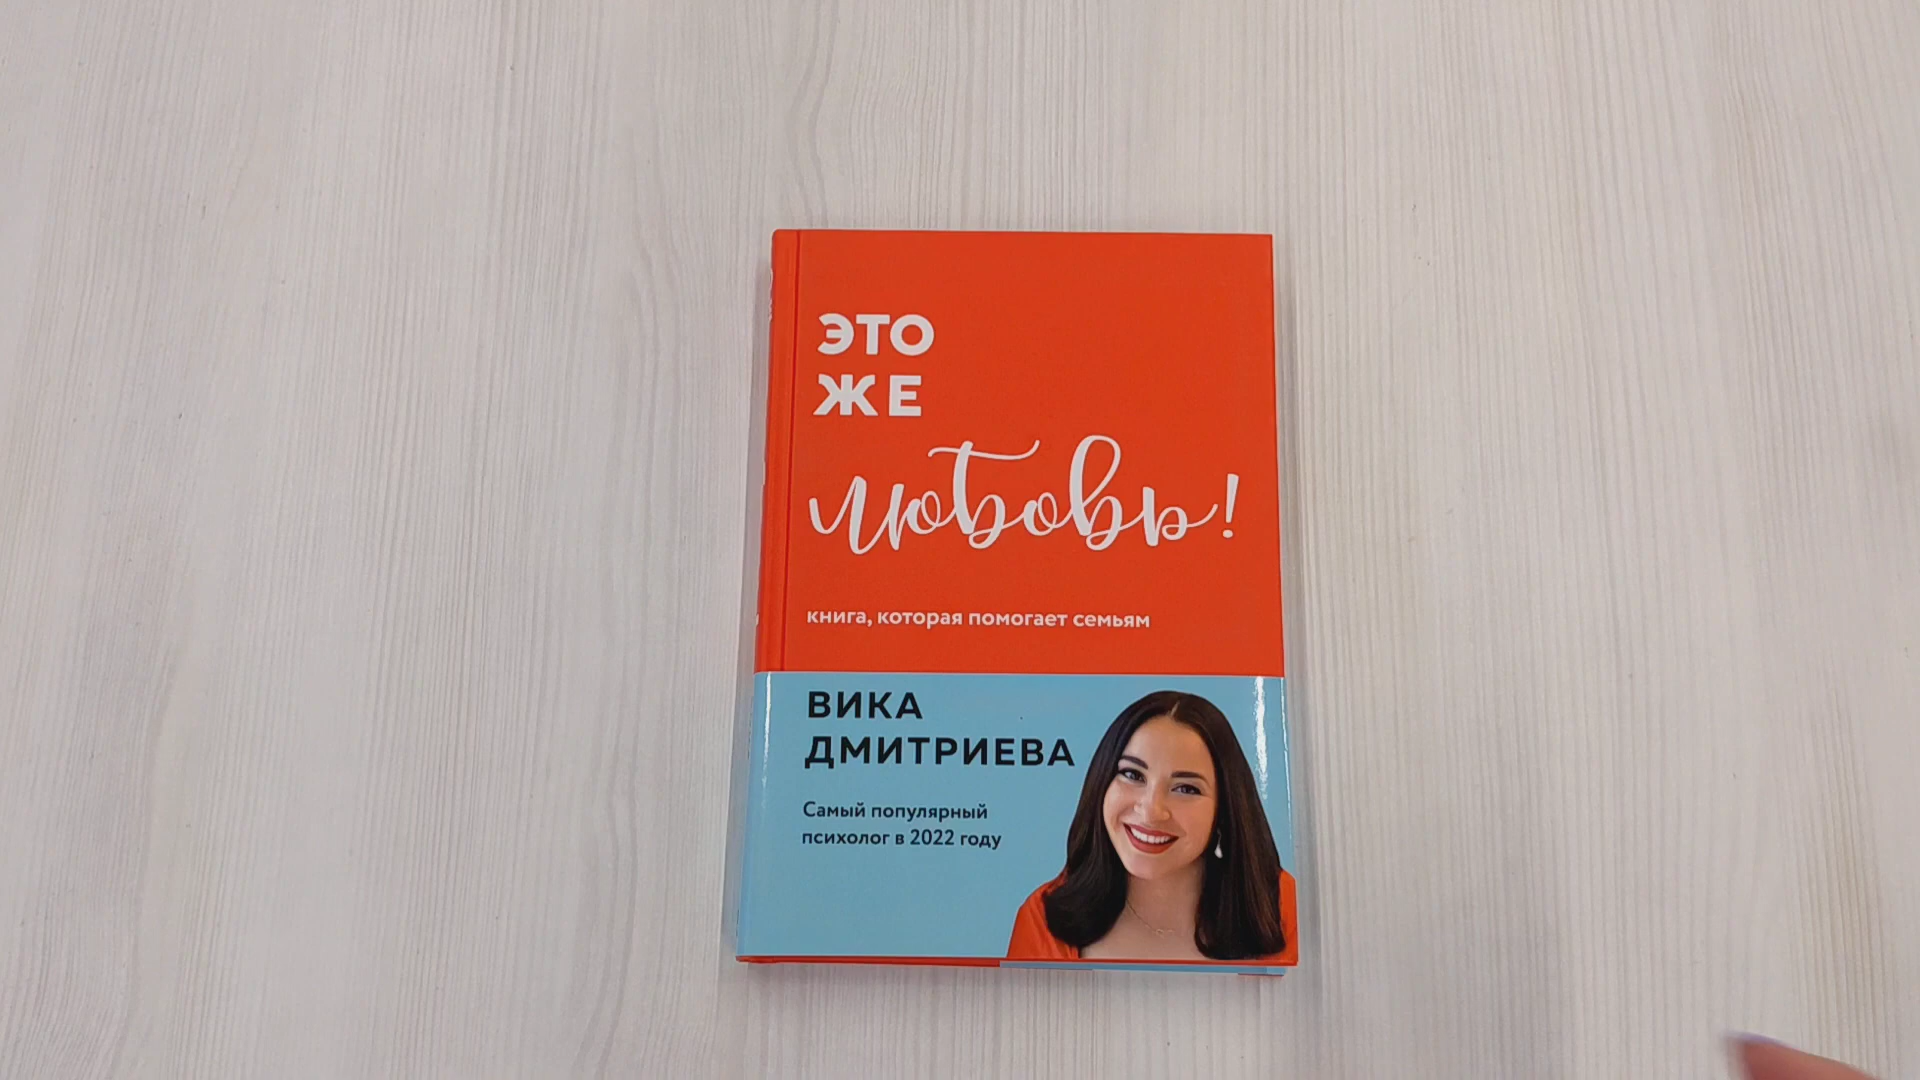 ЭТО
ЖЕ
любовь!
книга, которая помогает семьям
ВИКА
ДМИТРИЕВА
Самый популярный
психолог в 2022 году